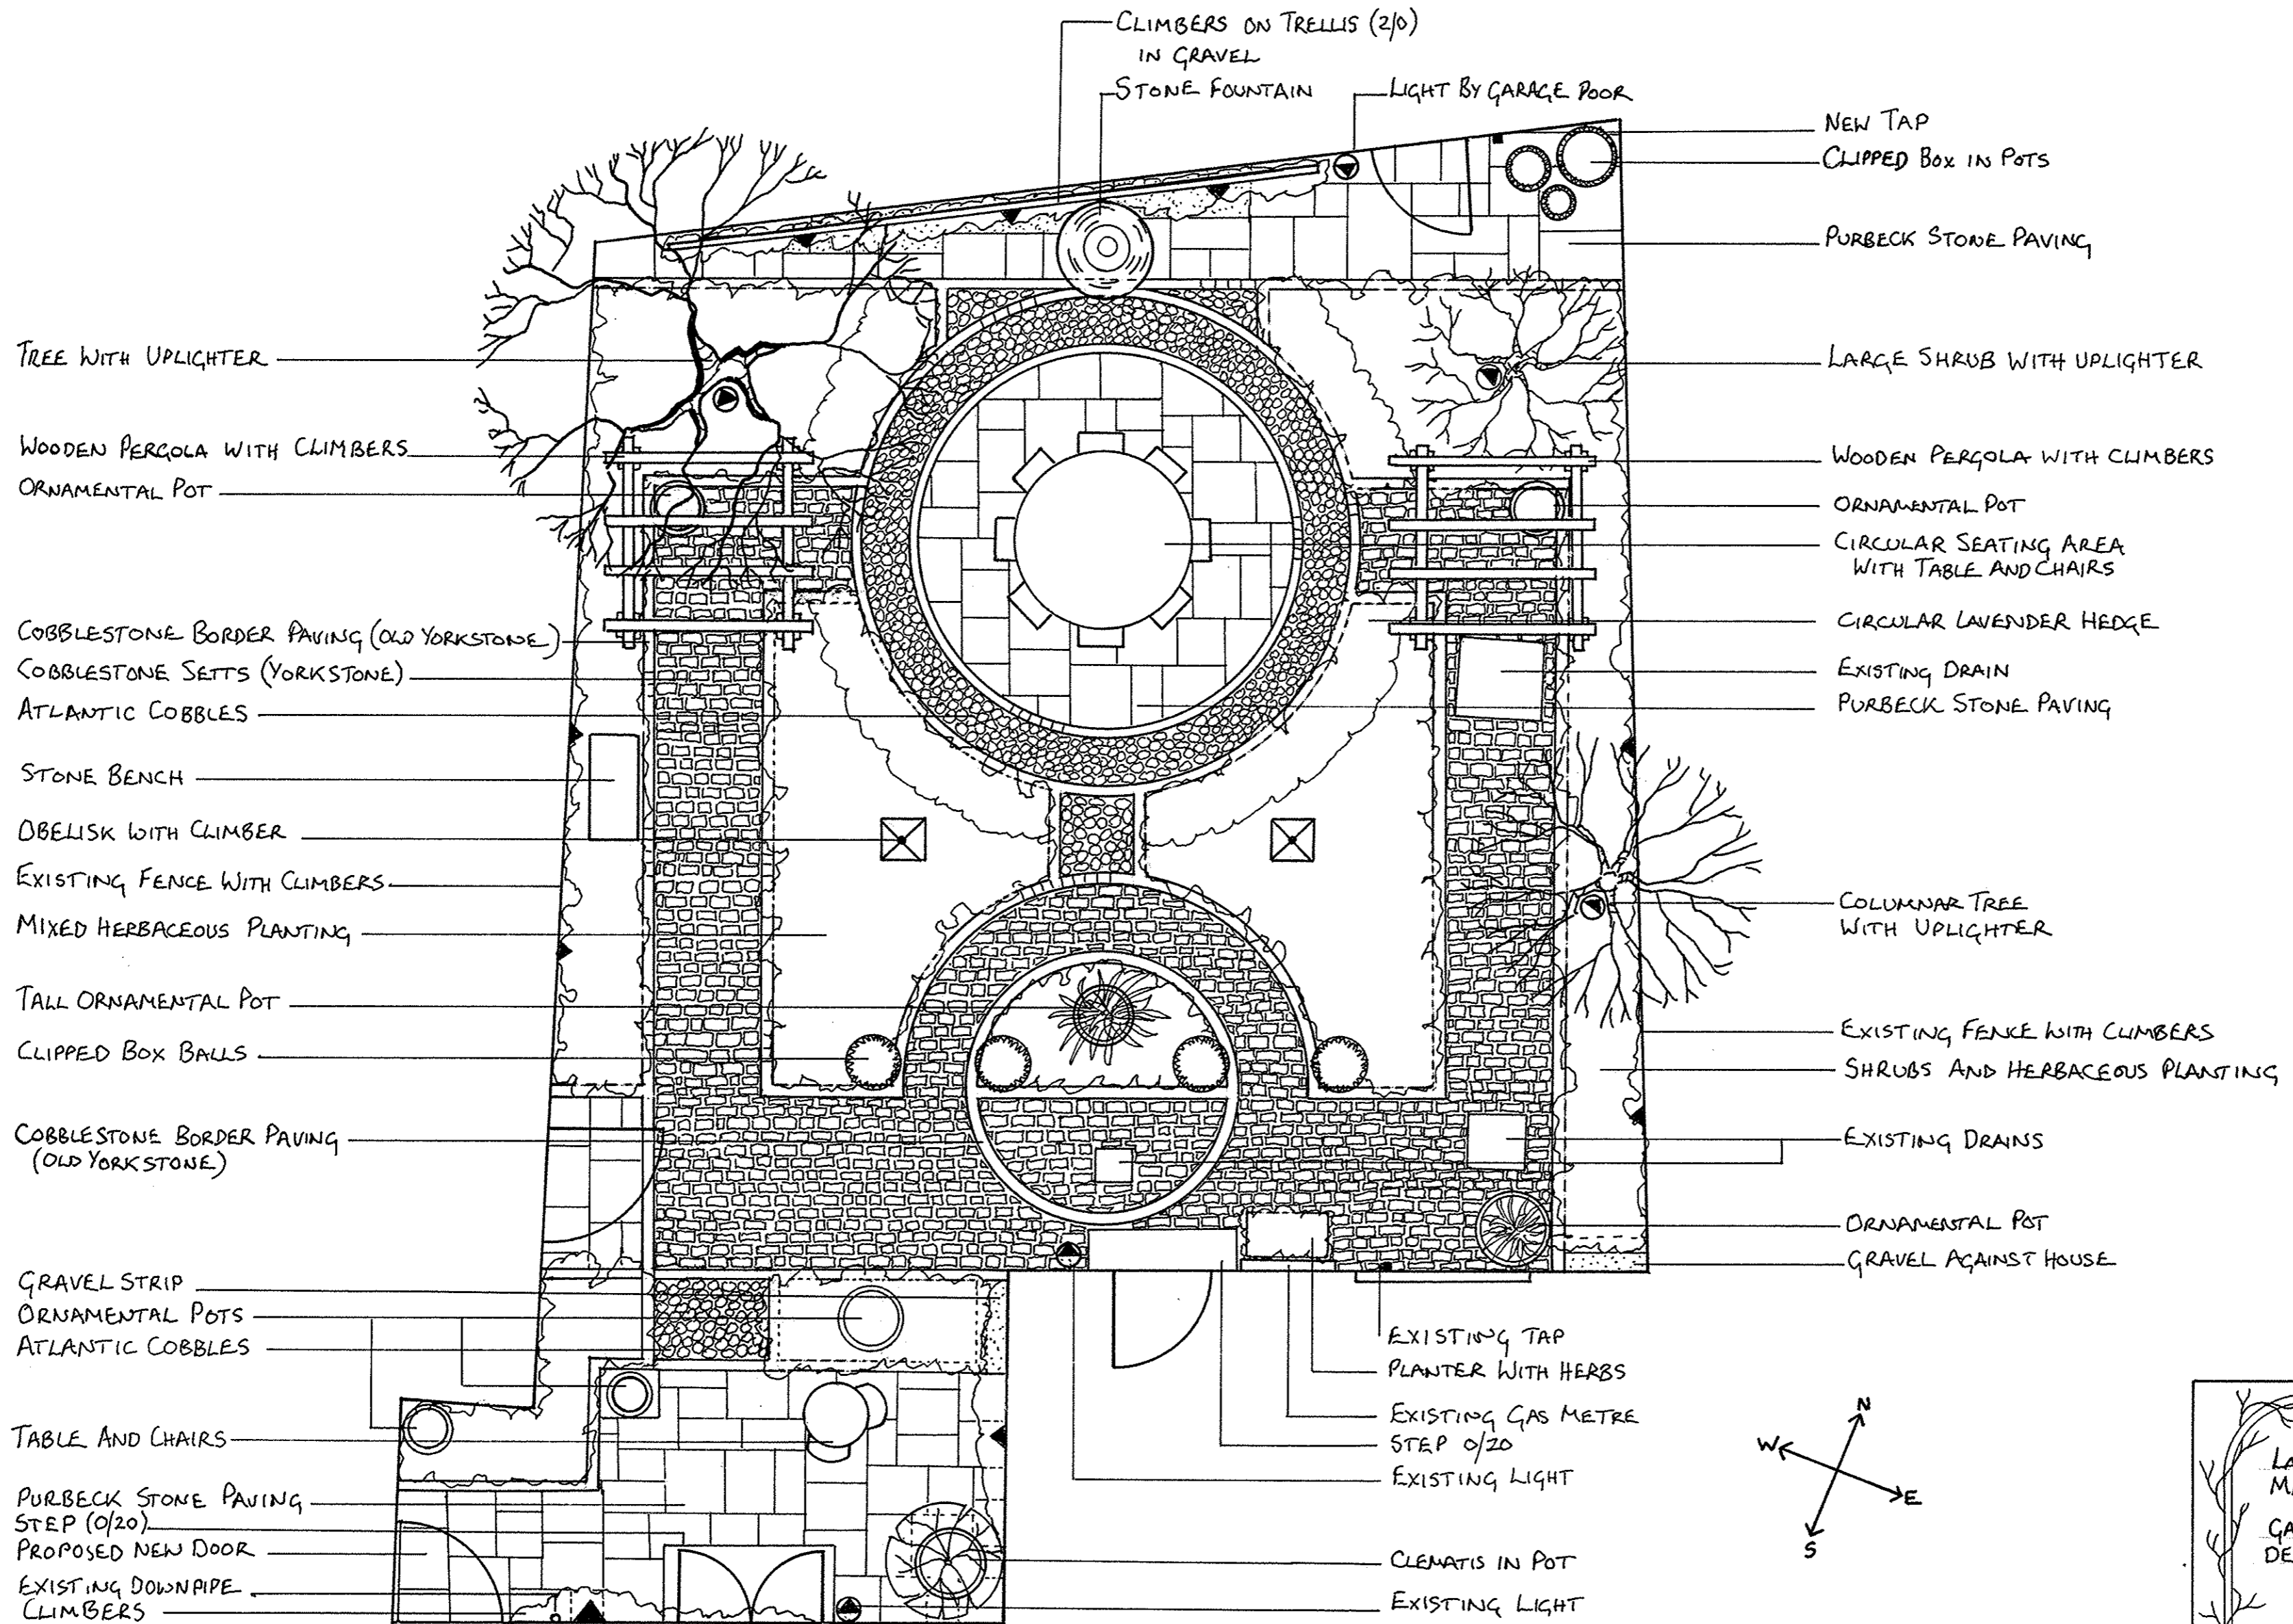 CLIMBERS ON TRELLIS (2/0)
IN GRAVEL
STONE FOUNTAIN
LIGHT BY GARAGE DOOR
NEW TAP
CLIPPED BOX IN POTS
PURBECK STONE PAVING
LARGE SHRUB WITH UPLIGHTER
WOODEN PERGOLA WITH CLIMBERS
ORNAMENTAL POT
CIRCULAR SEATING AREA
WITH TABLE AND CHAIRS
CIRCULAR LAVENDER HEDGE
EXISTING DRAIN
PURBECK STONE PAVING
COLUMNAR TREE
WITH UPLIGHTER
EXISTING FENCE WITH CLIMBERS
SHRUBS AND HERBACEOUS PLANTING
EXISTING DRAINS
ORNAMENTAL POT
GRAVEL AGAINST HOUSE
TREE WITH UPLIGHTER
WOODEN PERGOLA WITH CLIMBERS
ORNAMENTAL POT
COBBLESTONE BORDER PAVING (OLD YORKSTONE)
COBBLESTONE SETTS (YORKSTONE)
ATLANTIC COBBLES
STONE BENCH
OBELISK WITH CLIMBER
EXISTING FENCE WITH CLIMBERS
MIXED HERBACEOUS PLANTING
TALL ORNAMENTAL POT
CLIPPED BOX BALLS
COBBLESTONE BORDER PAVING
(OLD YORKSTONE)
GRAVEL STRIP
ORNAMENTAL POTS
ATLANTIC COBBLES
TABLE AND CHAIRS
PURBECK STONE PAVING
STEP (0/20)
PROPOSED NEW DOOR
EXISTING DOWNPIPE
CLIMBERS
EXISTING TAP
PLANTER WITH HERBS
EXISTING GAS METRE
STEP 0/20
EXISTING LIGHT
CLEMATIS IN POT
EXISTING LIGHT
N
W
E
S